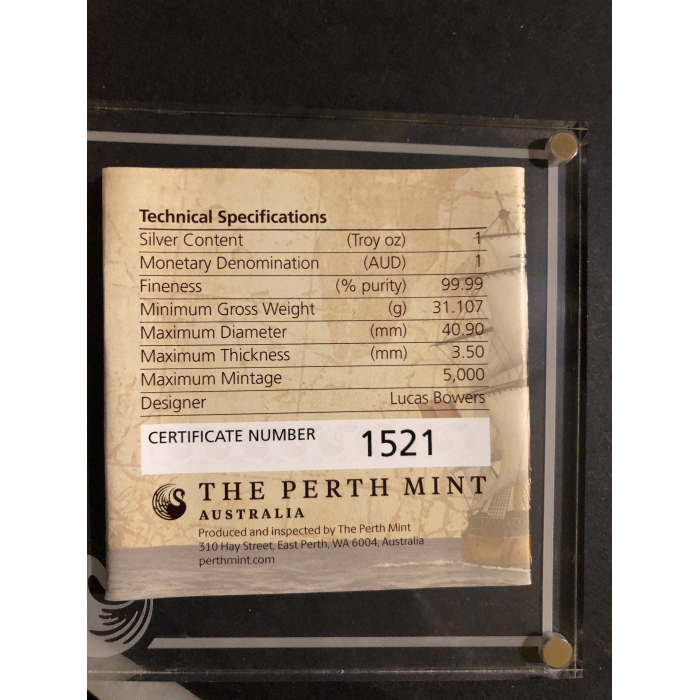 Technical Specifications
Silver Content (Troy oz) 1
Monetary Denomination (AUD) 1
Fineness (% purity) 99.99
Minimum Gross Weight (g) 31.107
Maximum Diameter (mm) 40.90
Maximum Thickness (mm) 3.50
Maximum Mintage 5,000
Designer Lucas Bowers
CERTIFICATE NUMBER 1521
THE PERTH MINT
AUSTRALIA
Produced and inspected by The Perth Mint
310 Hay Street, East Perth, WA 6004, Australia
perthmint.com